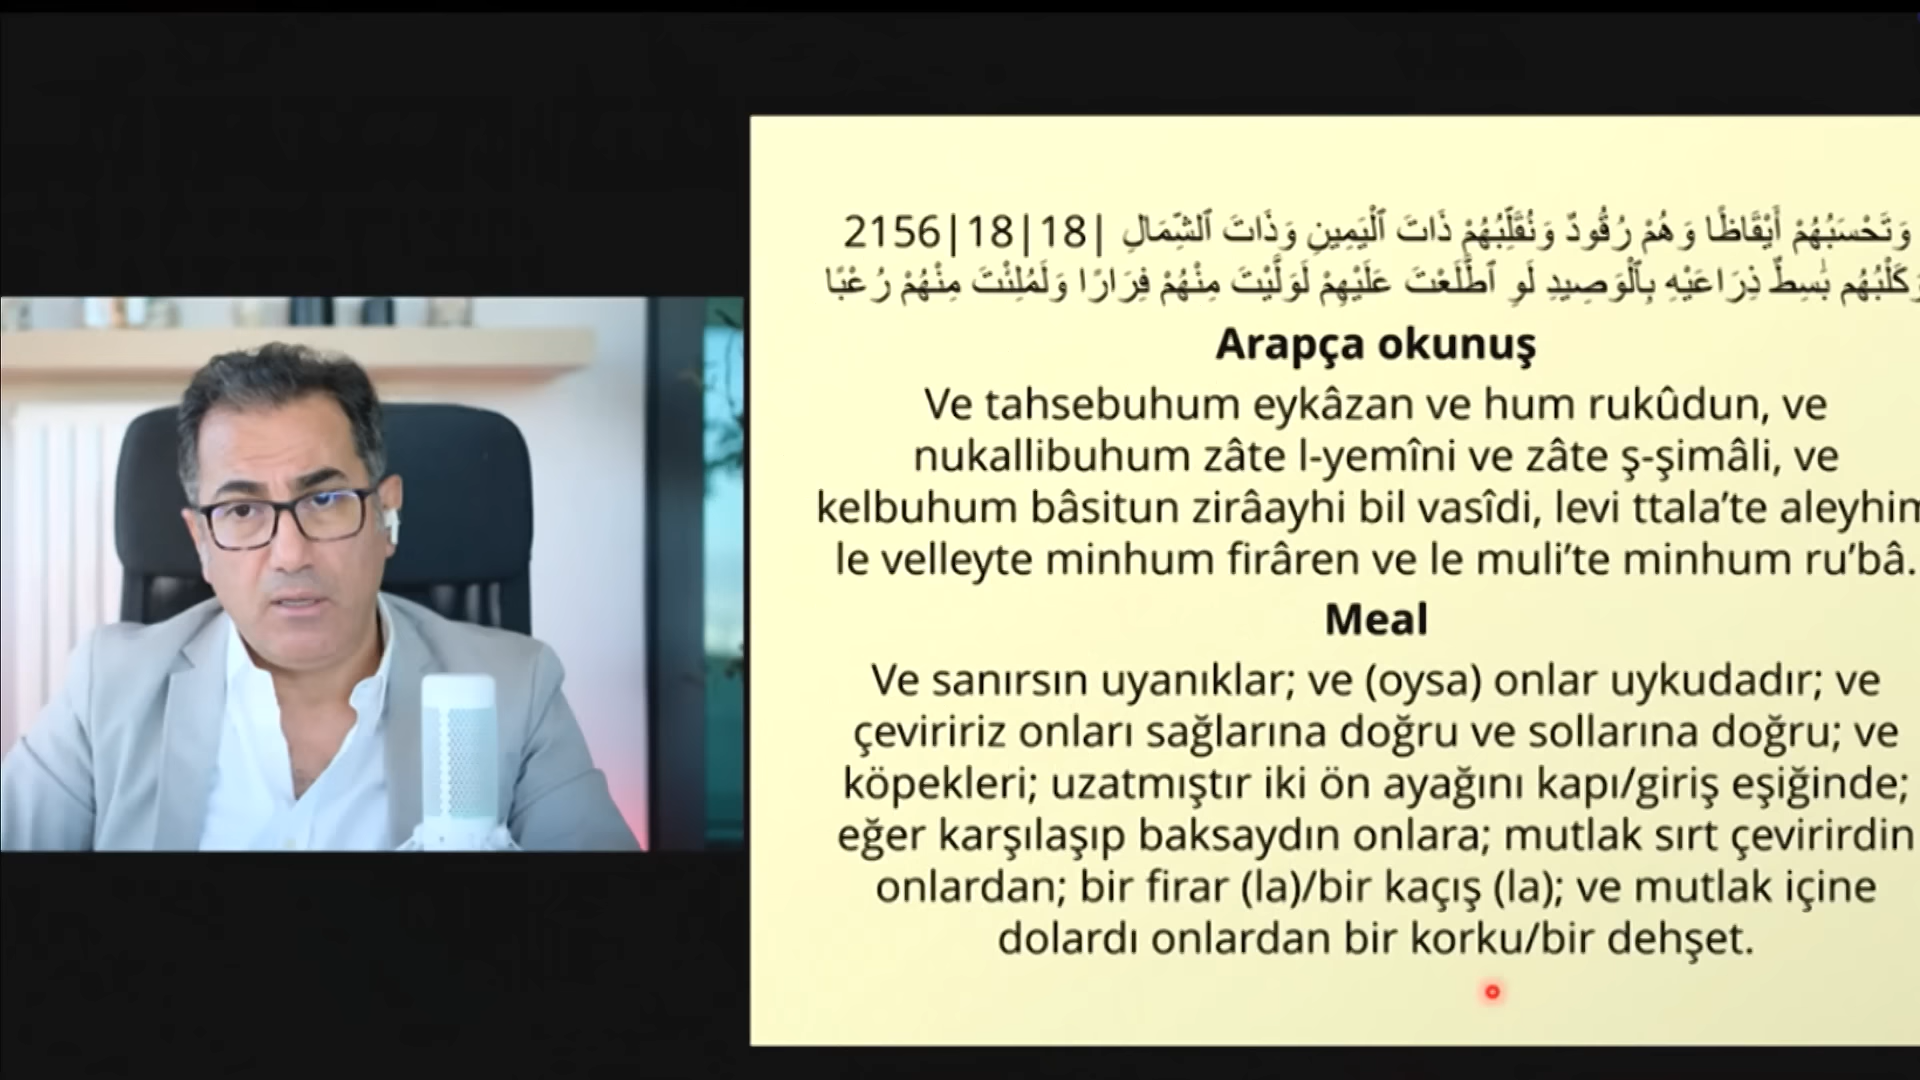 2156|18|18| وَتَحْسَبُهُمْ أَيْقَاظًا وَهُمْ رُقُودٌ وَنُقَلِّبُهُمْ ذَاتَ ٱلْيَمِينِ وَذَاتَ ٱلشِّمَالِ
وَكَلْبُهُم بَٰسِطٌ ذِرَاعَيْهِ بِٱلْوَصِيدِ لَوِ ٱطَّلَعْتَ عَلَيْهِمْ لَوَلَّيْتَ مِنْهُمْ فِرَارًا وَلَمُلِئْتَ مِنْهُمْ رُعْبًا
Arapça okunuş
Ve tahsebuhum eykâzan ve hum rukûdun, ve
nukallibuhum zâte l-yemîni ve zâte ş-şimâli, ve
kelbuhum bâsitun zirâayhi bil vasîdi, levi ttala’te aleyhim
le velleyte minhum firâren ve le muli’te minhum ru’bâ.
Meal
Ve sanırsın uyanıklar; ve (oysa) onlar uykudadır; ve
çeviririz onları sağlarına doğru ve sollarına doğru; ve
köpekleri; uzatmıştır iki ön ayağını kapı/giriş eşiğinde;
eğer karşılaşıp baksaydın onlara; mutlak sırt çevirirdin
onlardan; bir firar (la)/bir kaçış (la); ve mutlak içine
dolardı onlardan bir korku/bir dehşet.